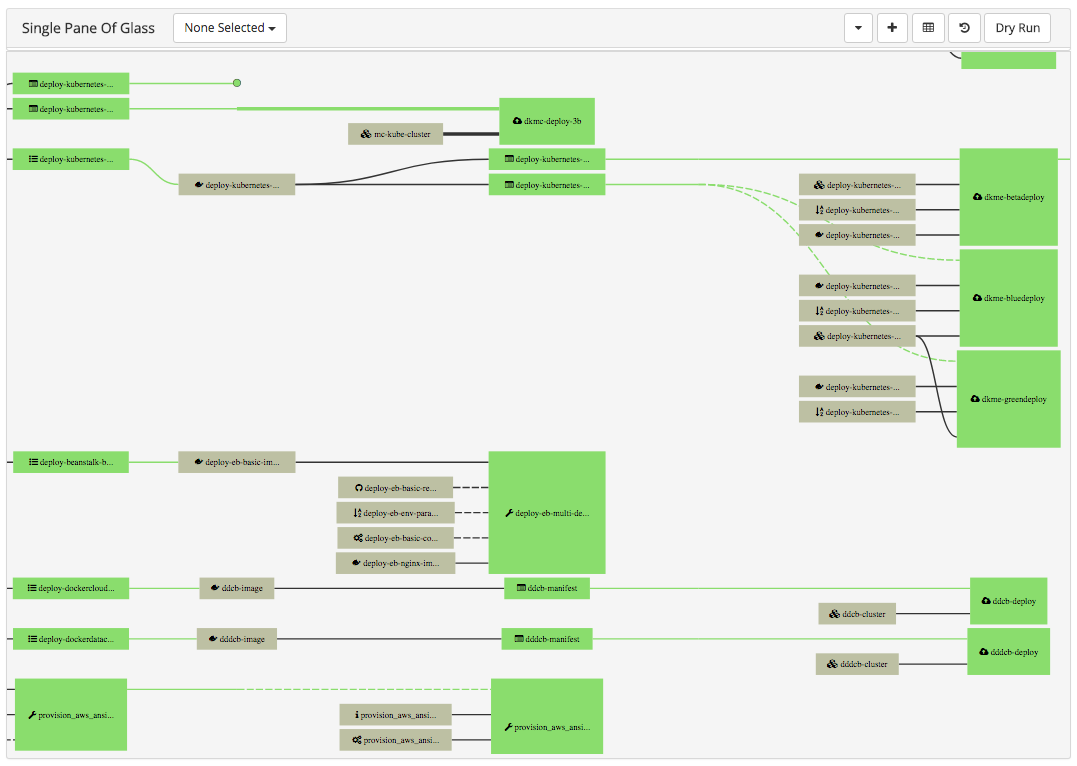 Single Pane Of Glass
None Selected
Dry Run
deploy-kubernetes-...
deploy-kubernetes-...
dkmc-deploy-3b
mc-kube-cluster
deploy-kubernetes-...
deploy-kubernetes-...
deploy-kubernetes-...
deploy-kubernetes-...
deploy-kubernetes-...
deploy-kubernetes-...
deploy-kubernetes-...
dkme-betadeploy
deploy-kubernetes-...
deploy-kubernetes-...
deploy-kubernetes-...
dkme-bluedeploy
deploy-kubernetes-...
deploy-kubernetes-...
dkme-greendeploy
deploy-beanstalk-b...
deploy-eb-basic-im...
deploy-eb-basic-re...
deploy-eb-env-para...
deploy-eb-basic-co...
deploy-eb-nginx-im...
deploy-eb-multi-de...
deploy-dockercloud...
ddcb-image
ddcb-manifest
ddcb-cluster
ddcb-deploy
deploy-dockerdatac...
dddcb-image
dddcb-manifest
dddcb-cluster
dddcb-deploy
provision_aws_ansi...
provision_aws_ansi...
provision_aws_ansi...
provision_aws_ansi...